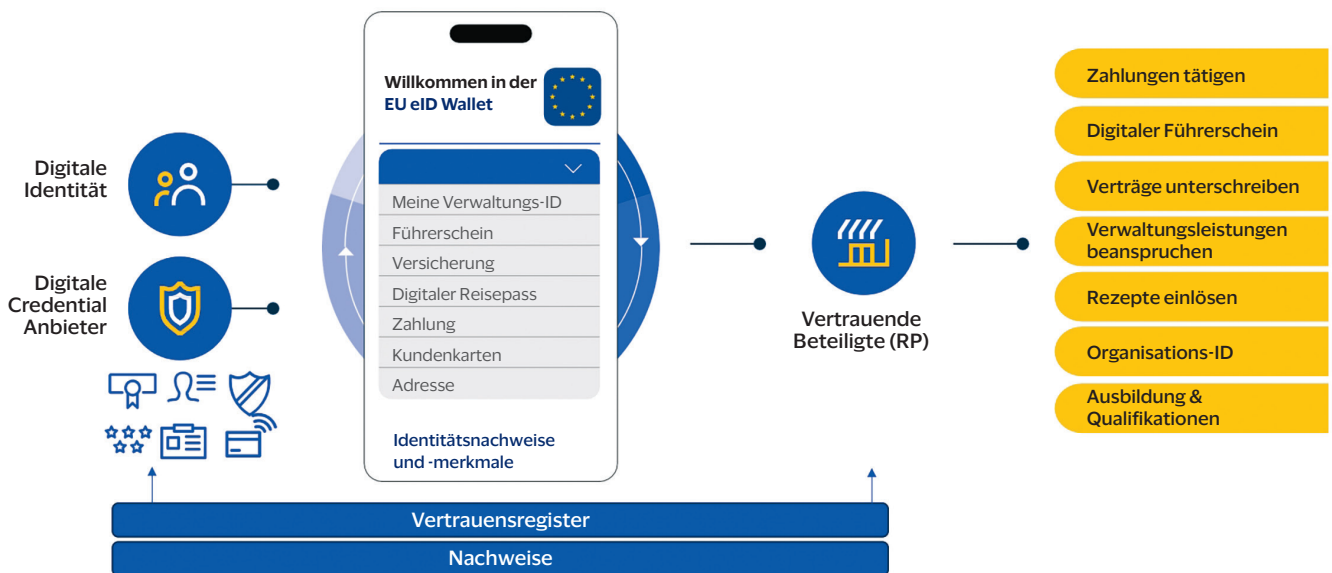 Digitale
Identität
Digitale
Credential
Anbieter
Willkommen in der
EU eID Wallet
Meine Verwaltungs-ID
Führerschein
Versicherung
Digitaler Reisepass
Zahlung
Kundenkarten
Adresse
Identitätsnachweise
und -merkmale
Vertrauende
Beteiligte (RP)
Zahlungen tätigen
Digitaler Führerschein
Verträge unterschreiben
Verwaltungsleistungen
beanspruchen
Rezepte einlösen
Organisations-ID
Ausbildung &
Qualifikationen
Vertrauensregister
Nachweise